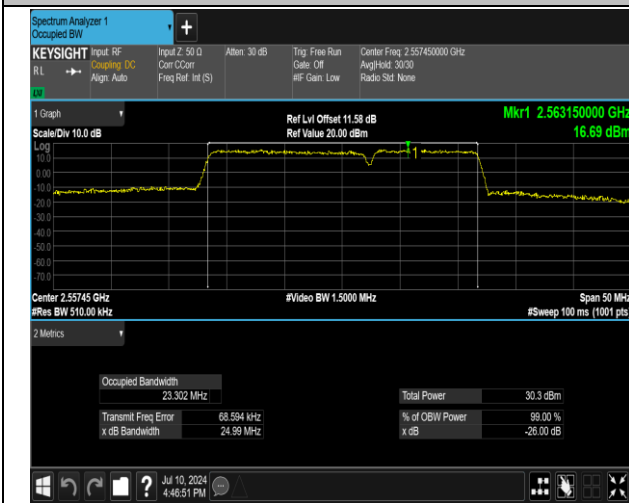 Spectrum Analyzer 1
Occupied BW
+
KEYSIGHT Input: RF Input Z: 50 Ω Atten: 30 dB Trig: Free Run Center Freq: 2.557450000 GHz
RL Coupling: DC Corr CCorr Gate: Off Avg|Hold: 30/30
Align: Auto Freq Ref: Int (S) #IF Gain: Low Radio Std: None
1 Graph
Ref Lvl Offset 11.58 dB Mkr1 2.563150000 GHz
Scale/Div 10.0 dB Ref Value 20.00 dBm 16.69 dBm
Log
10.0
0.00
-10.0
-20.0
-30.0
-40.0
-50.0
-60.0
-70.0
1
Center 2.55745 GHz #Video BW 1.5000 MHz Span 50 MHz
#Res BW 510.00 kHz #Sweep 100 ms (1001 pts
2 Metrics
Occupied Bandwidth
23.302 MHz Total Power 30.3 dBm
Transmit Freq Error 68.594 kHz % of OBW Power 99.00 %
x dB Bandwidth 24.99 MHz x dB -26.00 dB
? Jul 10, 2024
4:46:51 PM